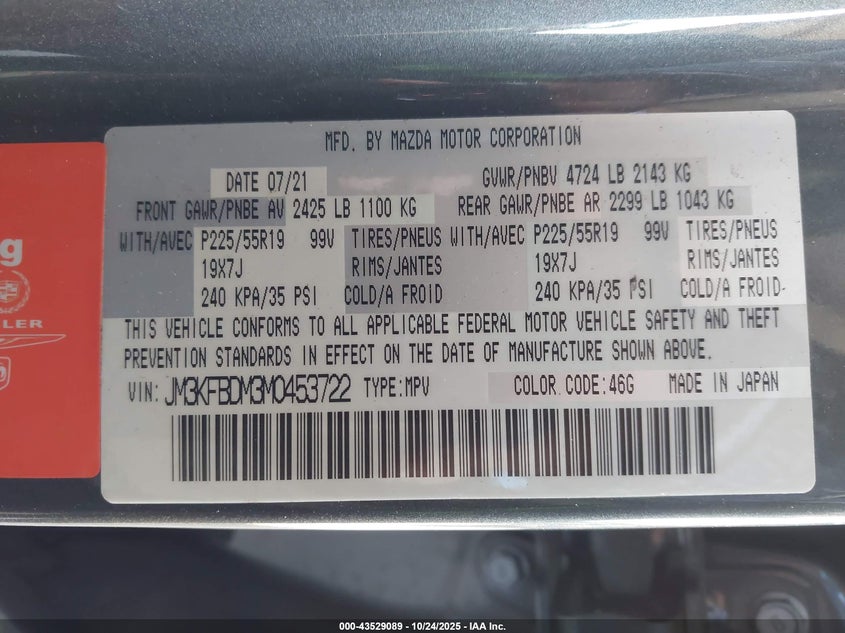 MFD. BY MAZDA MOTOR CORPORATION
DATE 07/21 GVWR/PNBV 4724 LB 2143 KG
FRONT GAWR/PNBE AV 2425 LB 1100 KG REAR GAWR/PNBE AR 2299 LB 1043 KG
WITH/AVEC P225/55R19 99V TIRES/PNEUS WITH/AVEC P225/55R19 99V TIRES/PNEUS
19X7J RIMS/JANTES 19X7J RIMS/JANTES
240 KPA/35 PSI COLD/A FROID 240 KPA/35 PSI COLD/A FROID
THIS VEHICLE CONFORMS TO ALL APPLICABLE FEDERAL MOTOR VEHICLE SAFETY AND THEFT
PREVENTION STANDARDS IN EFFECT ON THE DATE OF MANUFACTURE SHOWN ABOVE.
VIN: JM3KFBDM3M0453722 TYPE:MPV COLOR CODE:46G MADE IN JAPAN
g
LER
000-43529089 - 10/24/2025 - IAA Inc.